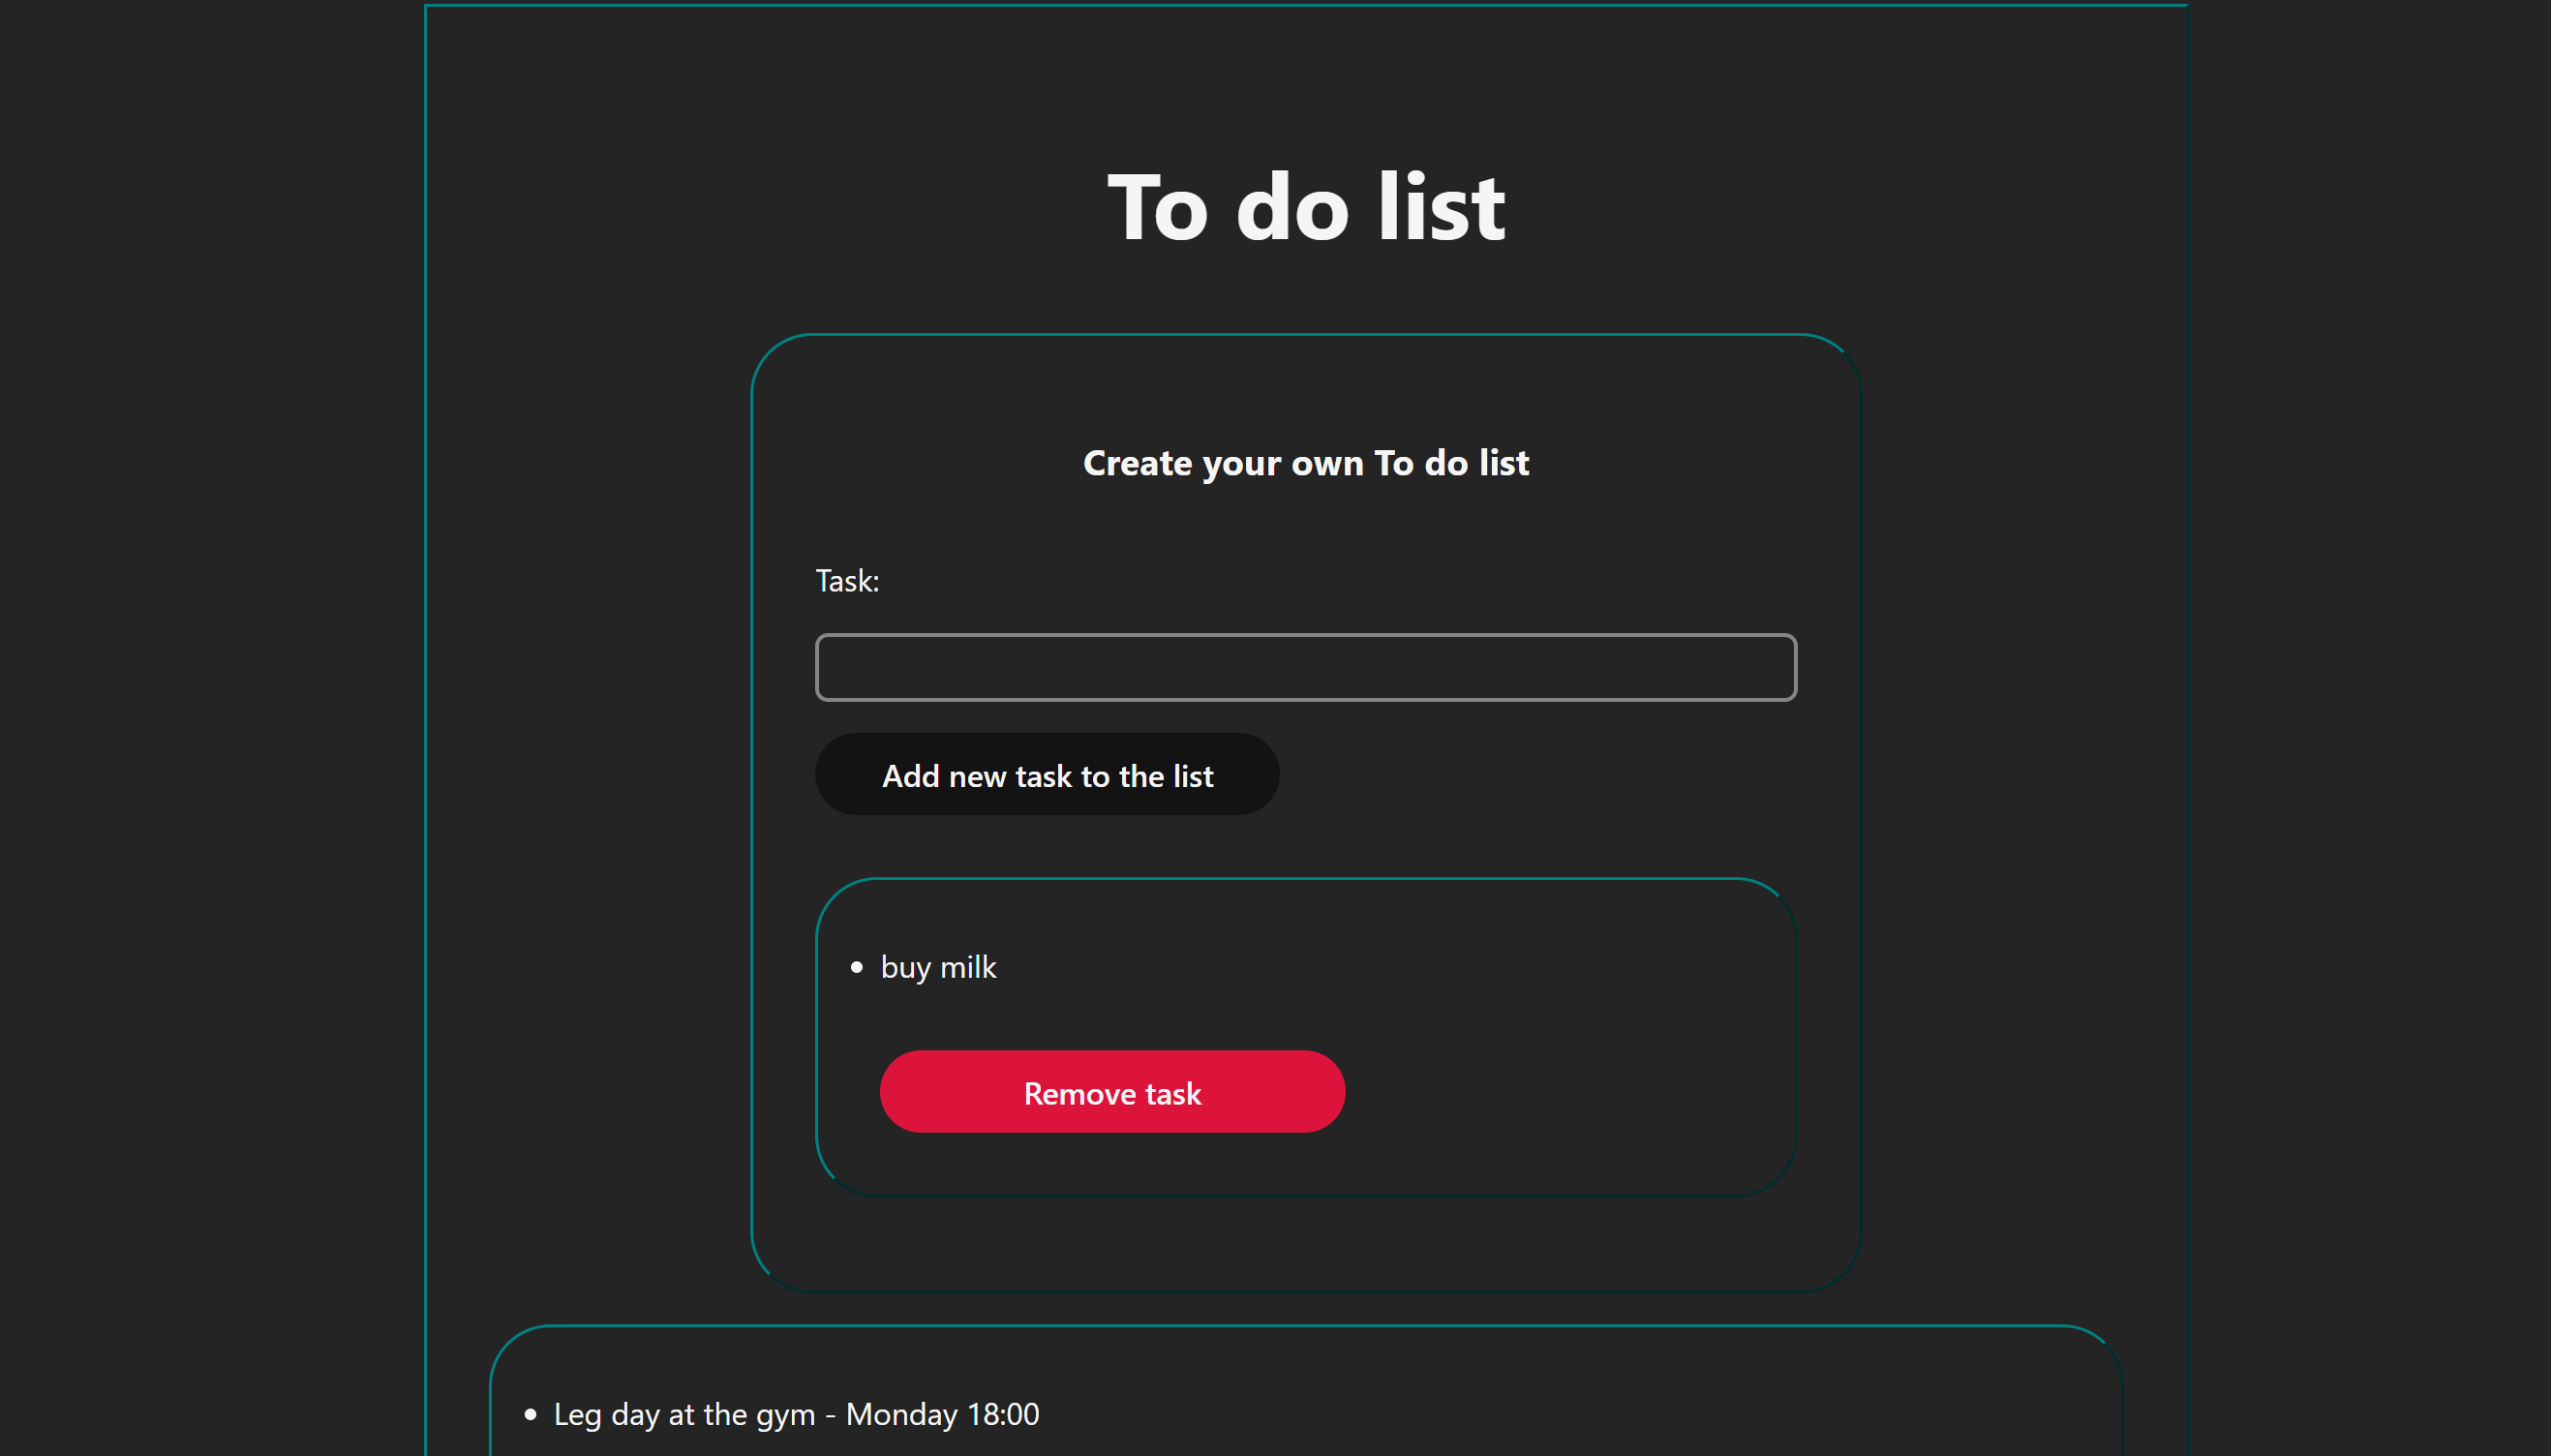 To do list
Create your own To do list
Task:
Add new task to the list
buy milk
Remove task
Leg day at the gym - Monday 18:00